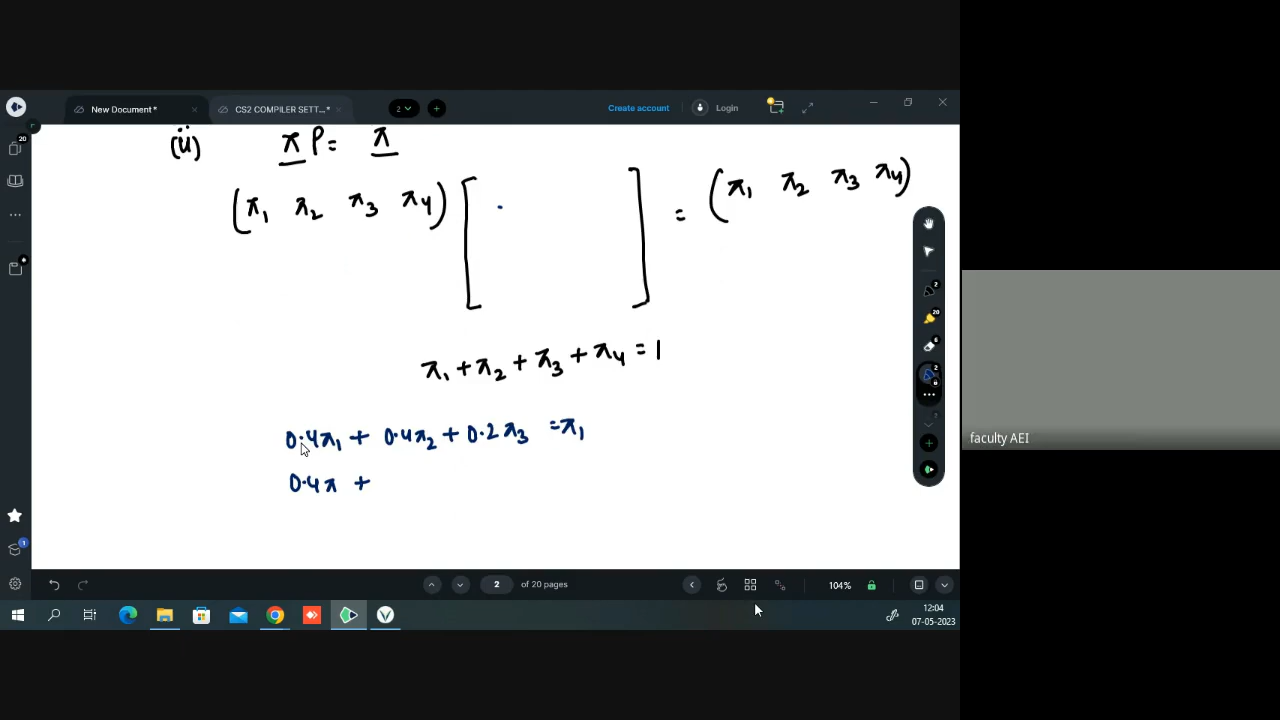 New Document*
CS2 COMPILER SETT...*
2
Create account
Login
(ii) π P = π
(π1 π2 π3 π4) [ ] = (π1 π2 π3 π4)
π1 + π2 + π3 + π4 = 1
0.4π1 + 0.4π2 + 0.2π3 = π1
0.4π +
faculty AEI
2 of 20 pages
104%
12:04
07-05-2023